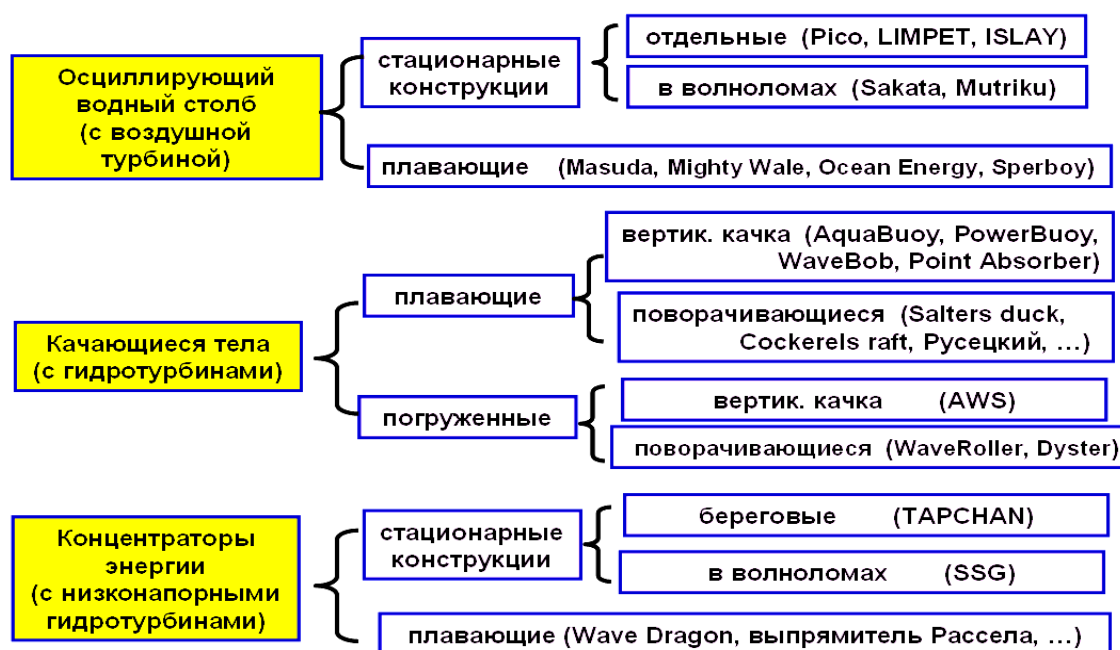 Осциллирующий
водный столб
(с воздушной
турбиной)
стационарные
конструкции
отдельные (Pico, LIMPET, ISLAY)
в волноломах (Sakata, Mutriku)
плавающие (Masuda, Mighty Wale, Ocean Energy, Sperboy)
Качающиеся тела
(с гидротурбинами)
плавающие
вертик. качка (AquaBuoy, PowerBuoy,
WaveBob, Point Absorber)
поворачивающиеся (Salters duck,
Cockerels raft, Русецкий, ...)
погруженные
вертик. качка (AWS)
поворачивающиеся (WaveRoller, Dyster)
Концентраторы
энергии
(с низконапорными
гидротурбинами)
стационарные
конструкции
береговые (TAPCHAN)
в волноломах (SSG)
плавающие (Wave Dragon, выпрямитель Рассела, ...)